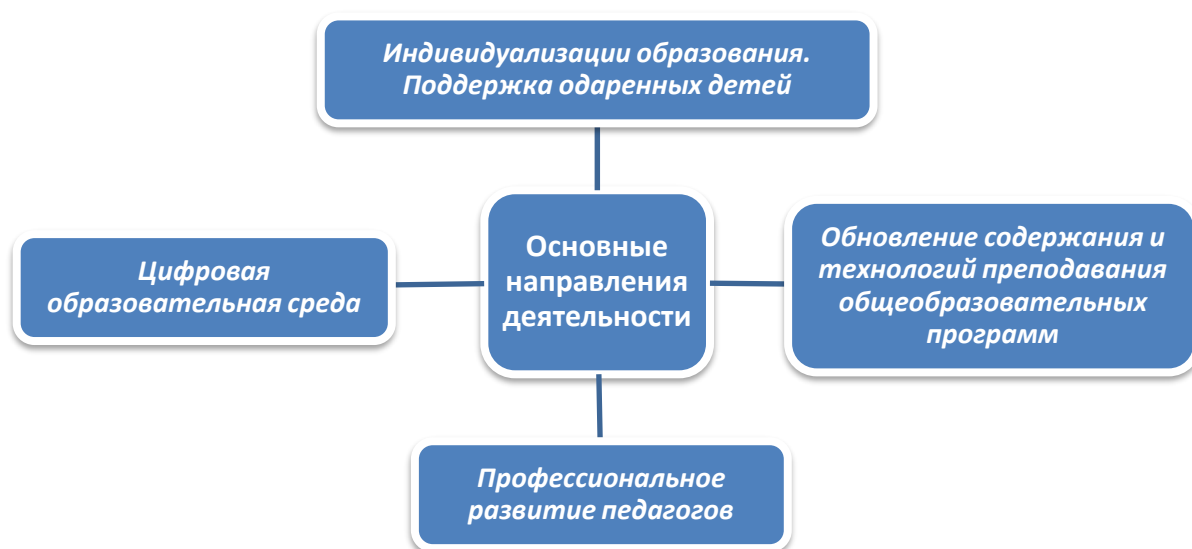 Индивидуализации образования.
Поддержка одаренных детей
Цифровая
образовательная среда
Основные
направления
деятельности
Обновление содержания и
технологий преподавания
общеобразовательных
программ
Профессиональное
развитие педагогов